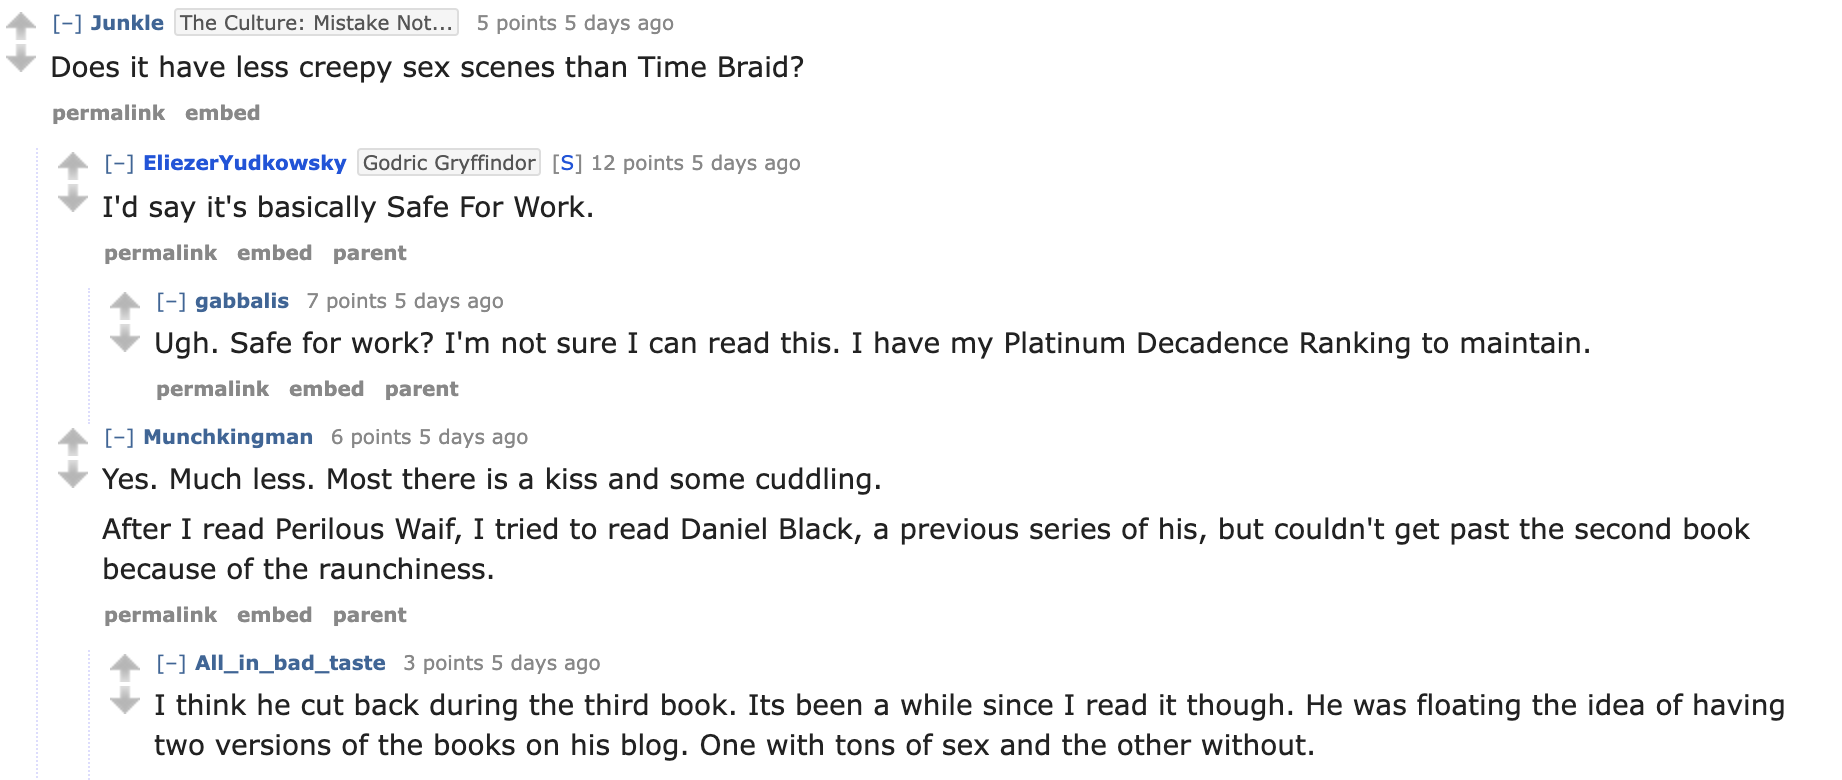 [–] Junkle The Culture: Mistake Not... 5 points 5 days ago
Does it have less creepy sex scenes than Time Braid?
permalink embed
[–] EliezerYudkowsky Godric Gryffindor [S] 12 points 5 days ago
I'd say it's basically Safe For Work.
permalink embed parent
[–] gabbalis 7 points 5 days ago
Ugh. Safe for work? I'm not sure I can read this. I have my Platinum Decadence Ranking to maintain.
permalink embed parent
[–] Munchkingman 6 points 5 days ago
Yes. Much less. Most there is a kiss and some cuddling.
After I read Perilous Waif, I tried to read Daniel Black, a previous series of his, but couldn't get past the second book
because of the raunchiness.
permalink embed parent
[–] All_in_bad_taste 3 points 5 days ago
I think he cut back during the third book. Its been a while since I read it though. He was floating the idea of having
two versions of the books on his blog. One with tons of sex and the other without.